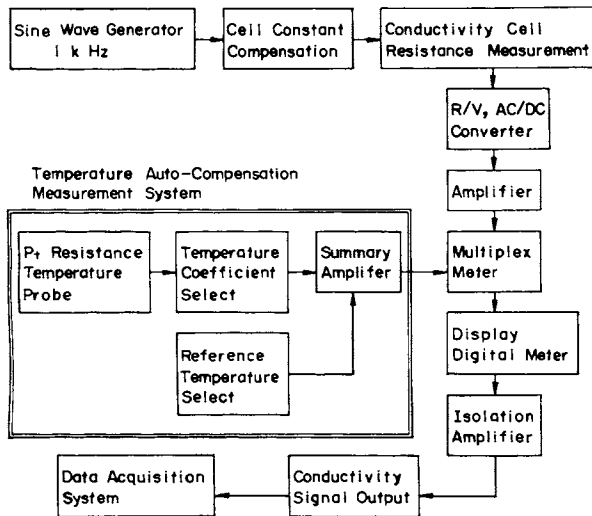 Sine Wave Generator
1 k Hz
Cell Constant
Compensation
Conductivity Cell
Resistance Measurement
R/V, AC/DC
Converter
Amplifier
Temperature Auto-Compensation
Measurement System
Pt Resistance
Temperature
Probe
Temperature
Coefficient
Select
Summary
Amplifer
Multiplex
Meter
Reference
Temperature
Select
Display
Digital Meter
Isolation
Amplifier
Data Acquisition
System
Conductivity
Signal Output